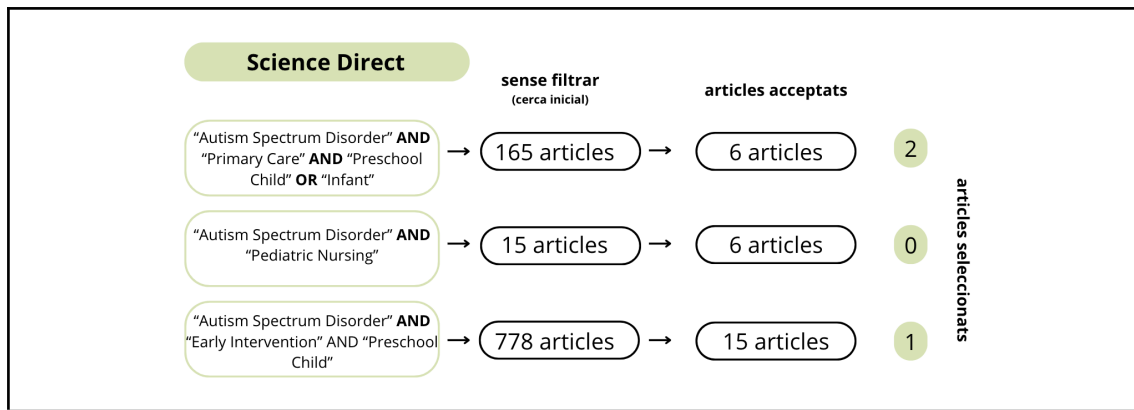 Science Direct
sense filtrar
(cerca inicial)
articles acceptats
“Autism Spectrum Disorder” AND
“Primary Care” AND “Preschool
Child” OR “Infant”
165 articles
6 articles
2
“Autism Spectrum Disorder” AND
“Pediatric Nursing”
15 articles
6 articles
0
“Autism Spectrum Disorder” AND
“Early Intervention” AND “Preschool
Child”
778 articles
15 articles
1
articles seleccionats